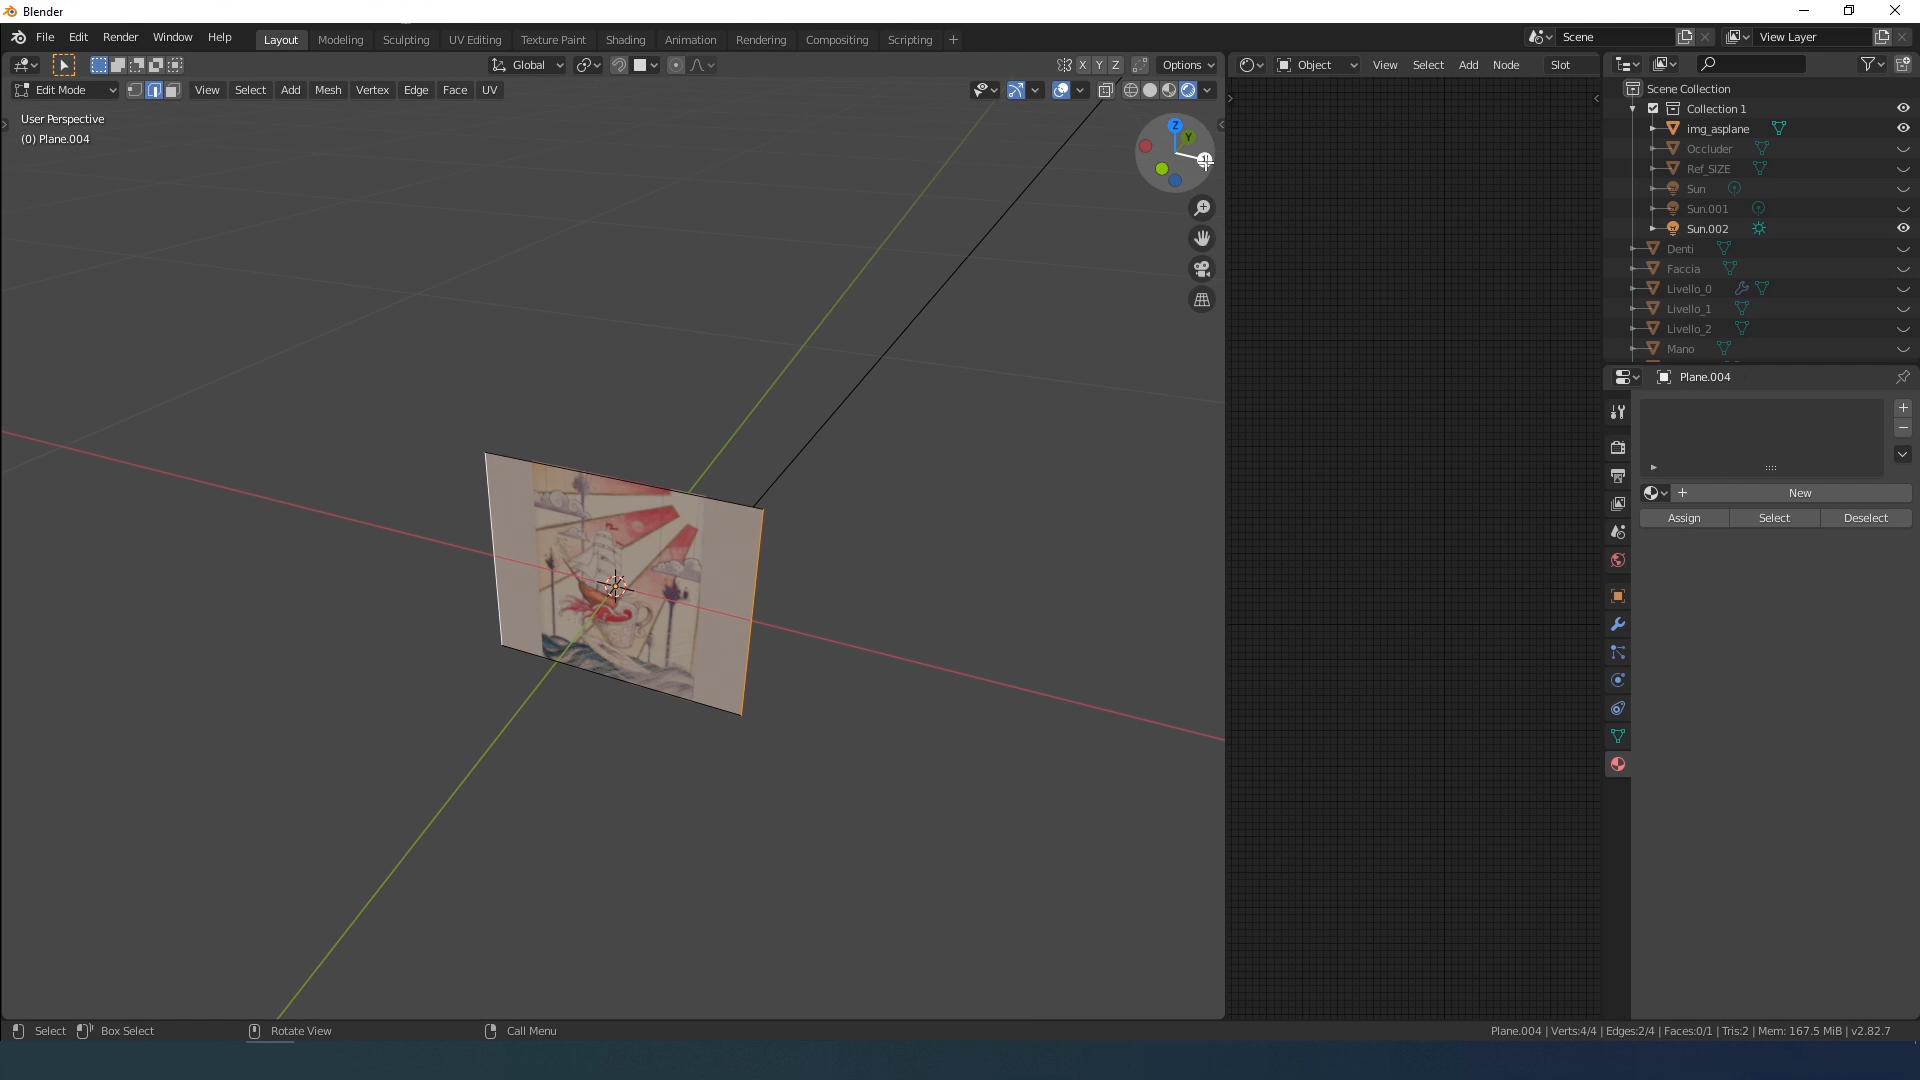 Blender
File Edit Render Window Help Layout Modeling Sculpting UV Editing Texture Paint Shading Animation Rendering Compositing Scripting + Scene View Layer
Global X Y Z Options Object View Select Add Node Slot
Edit Mode View Select Add Mesh Vertex Edge Face UV
Scene Collection
Collection 1
img_asplane
Occluder
Ref_SIZE
Sun
Sun.001
Sun.002
Denti
Faccia
Livello_0
Livello_1
Livello_2
Mano
User Perspective
(0) Plane.004
Z
Y
Plane.004
New
Assign Select Deselect
Select Box Select Rotate View Call Menu Plane.004 | Verts:4/4 | Edges:2/4 | Faces:0/1 | Tris:2 | Mem: 167.5 MiB | v2.82.7